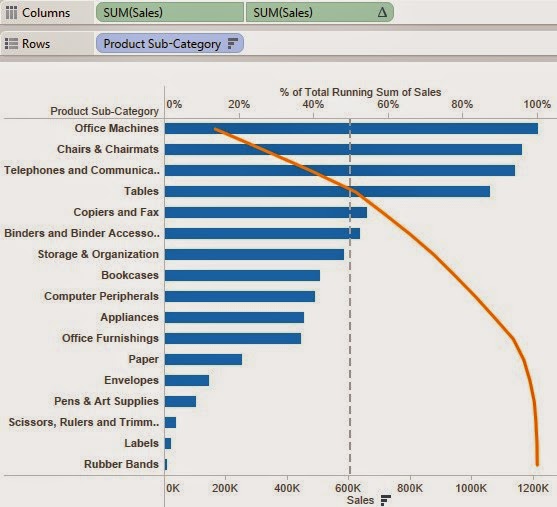 Columns SUM(Sales) SUM(Sales) Δ
Rows Product Sub-Category
% of Total Running Sum of Sales
Product Sub-Category 0% 20% 40% 60% 80% 100%
Office Machines
Chairs & Chairmats
Telephones and Communica..
Tables
Copiers and Fax
Binders and Binder Accesso..
Storage & Organization
Bookcases
Computer Peripherals
Appliances
Office Furnishings
Paper
Envelopes
Pens & Art Supplies
Scissors, Rulers and Trimm..
Labels
Rubber Bands
0K 200K 400K 600K 800K 1000K 1200K
Sales